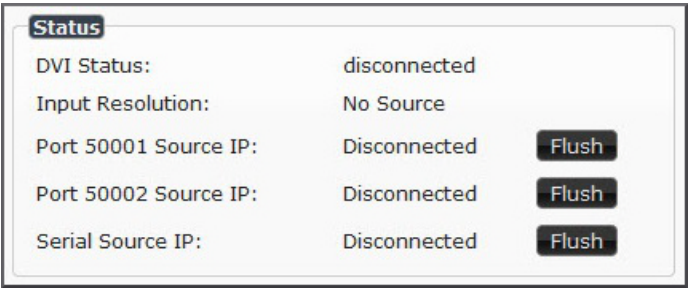 Status
DVI Status: disconnected
Input Resolution: No Source
Port 50001 Source IP: Disconnected Flush
Port 50002 Source IP: Disconnected Flush
Serial Source IP: Disconnected Flush